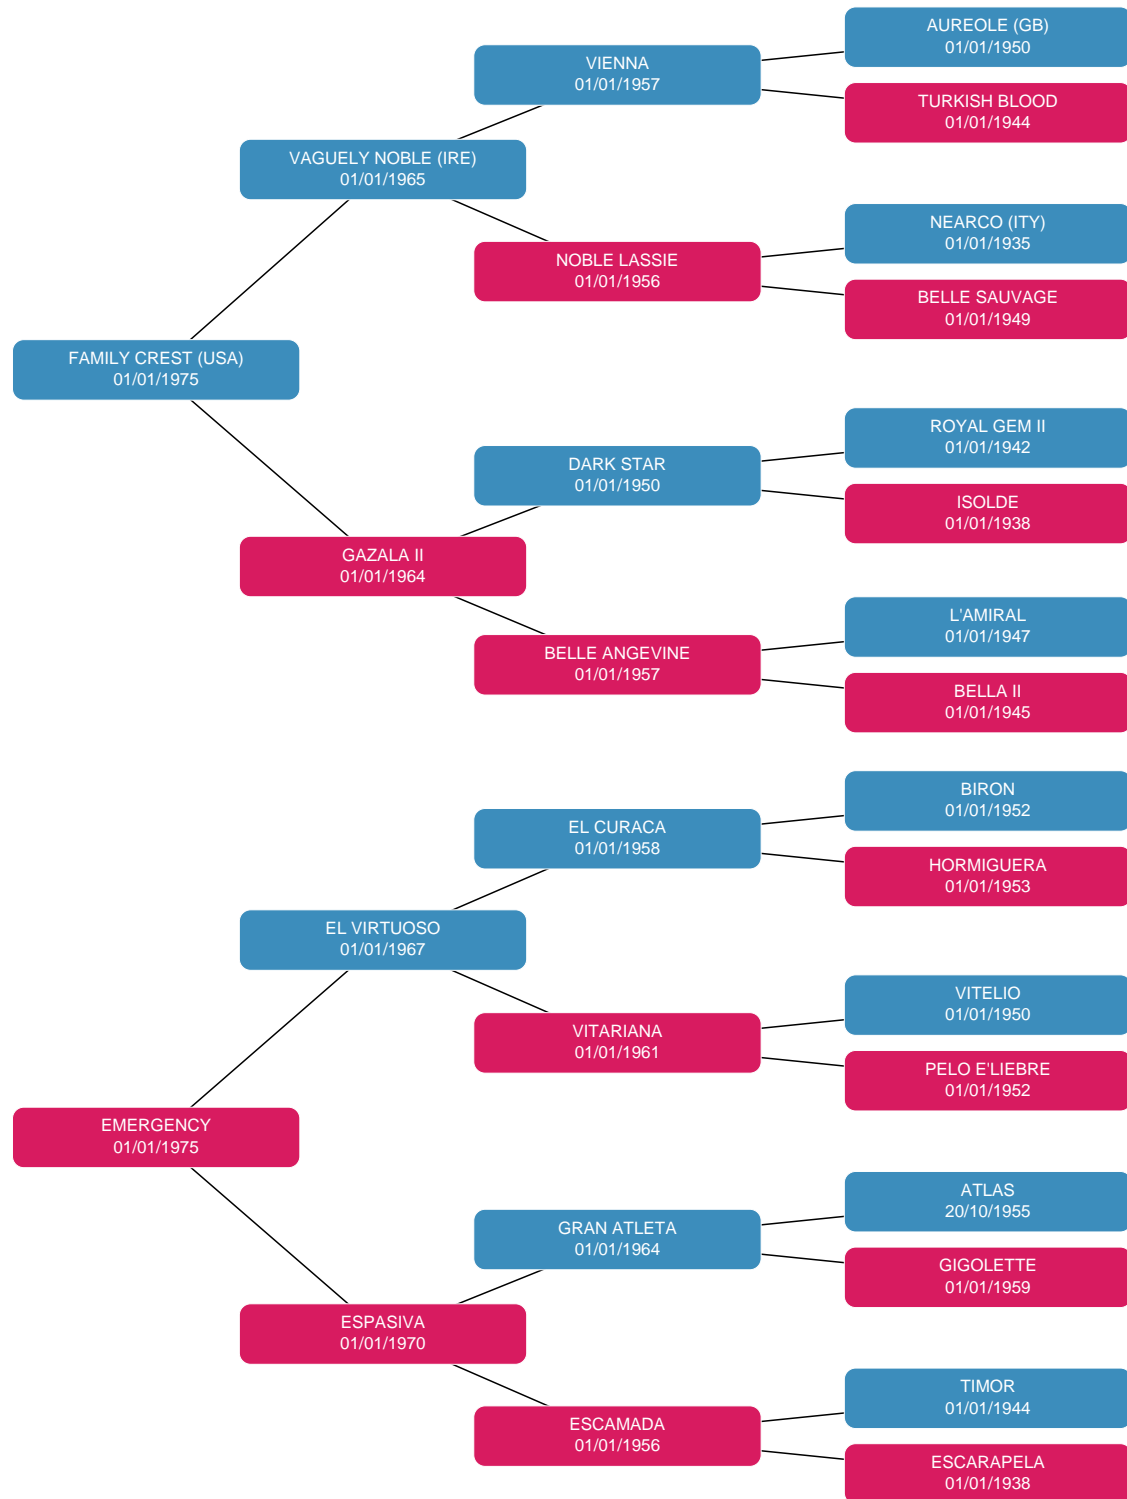 AUREOLE (GB)
01/01/1950
VIENNA
01/01/1957
TURKISH BLOOD
01/01/1944
VAGUELY NOBLE (IRE)
01/01/1965
NEARCO (ITY)
01/01/1935
NOBLE LASSIE
01/01/1956
BELLE SAUVAGE
01/01/1949
FAMILY CREST (USA)
01/01/1975
ROYAL GEM II
01/01/1942
DARK STAR
01/01/1950
ISOLDE
01/01/1938
GAZALA II
01/01/1964
L'AMIRAL
01/01/1947
BELLE ANGEVINE
01/01/1957
BELLA II
01/01/1945
BIRON
01/01/1952
EL CURACA
01/01/1958
HORMIGUERA
01/01/1953
EL VIRTUOSO
01/01/1967
VITELIO
01/01/1950
VITARIANA
01/01/1961
PELO E'LIEBRE
01/01/1952
EMERGENCY
01/01/1975
ATLAS
20/10/1955
GRAN ATLETA
01/01/1964
GIGOLETTE
01/01/1959
ESPASIVA
01/01/1970
TIMOR
01/01/1944
ESCAMADA
01/01/1956
ESCARAPELA
01/01/1938